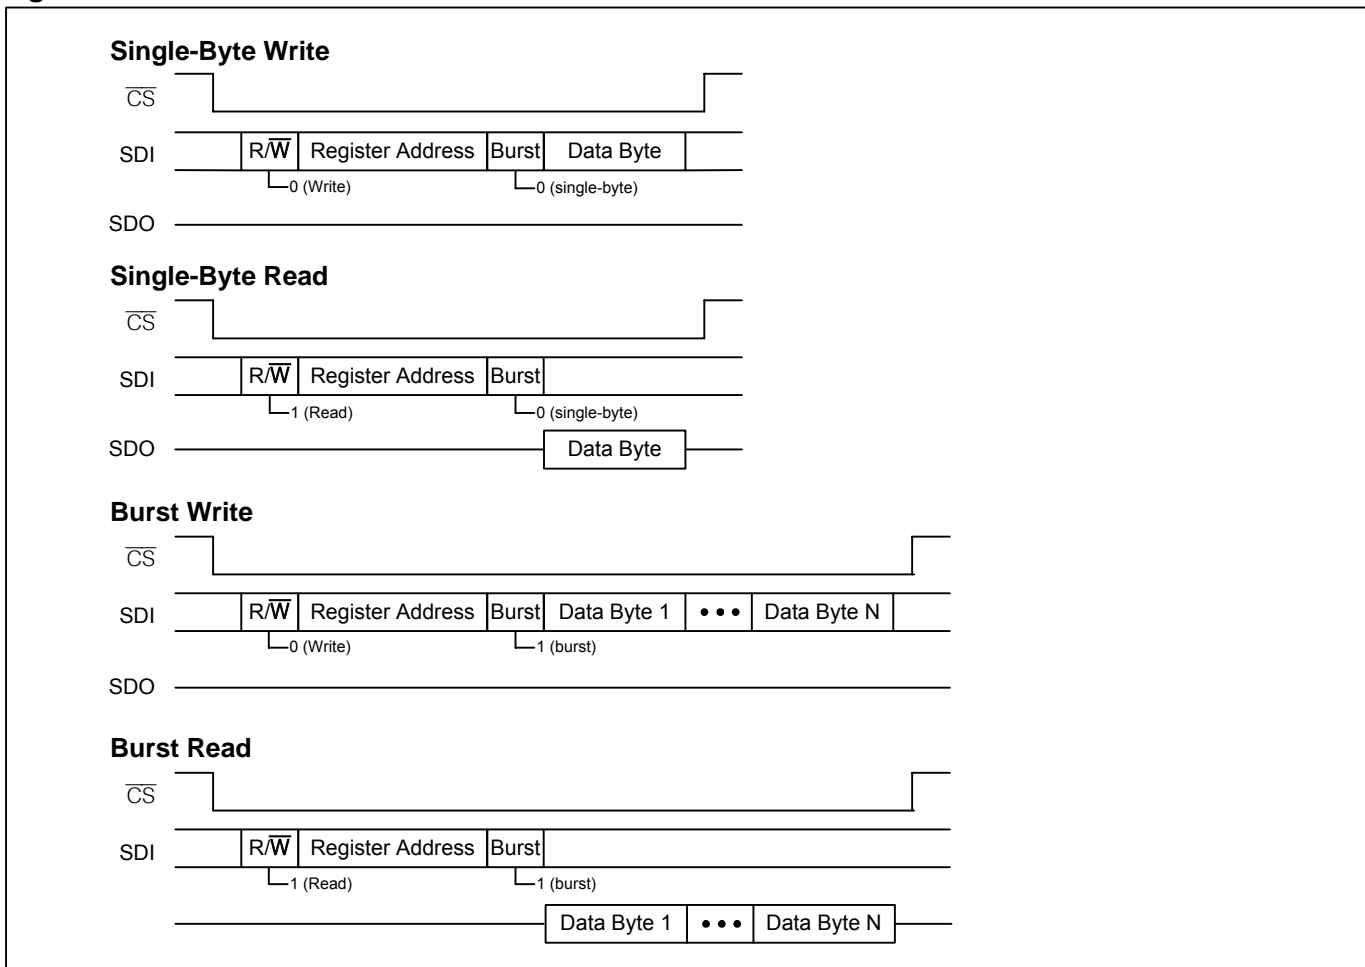 Single-Byte Write
CS
SDI R/W Register Address Burst Data Byte
0 (Write) 0 (single-byte)
SDO
Single-Byte Read
CS
SDI R/W Register Address Burst
1 (Read) 0 (single-byte)
SDO Data Byte
Burst Write
CS
SDI R/W Register Address Burst Data Byte 1 • • • Data Byte N
0 (Write) 1 (burst)
SDO
Burst Read
CS
SDI R/W Register Address Burst
1 (Read) 1 (burst)
Data Byte 1 • • • Data Byte N